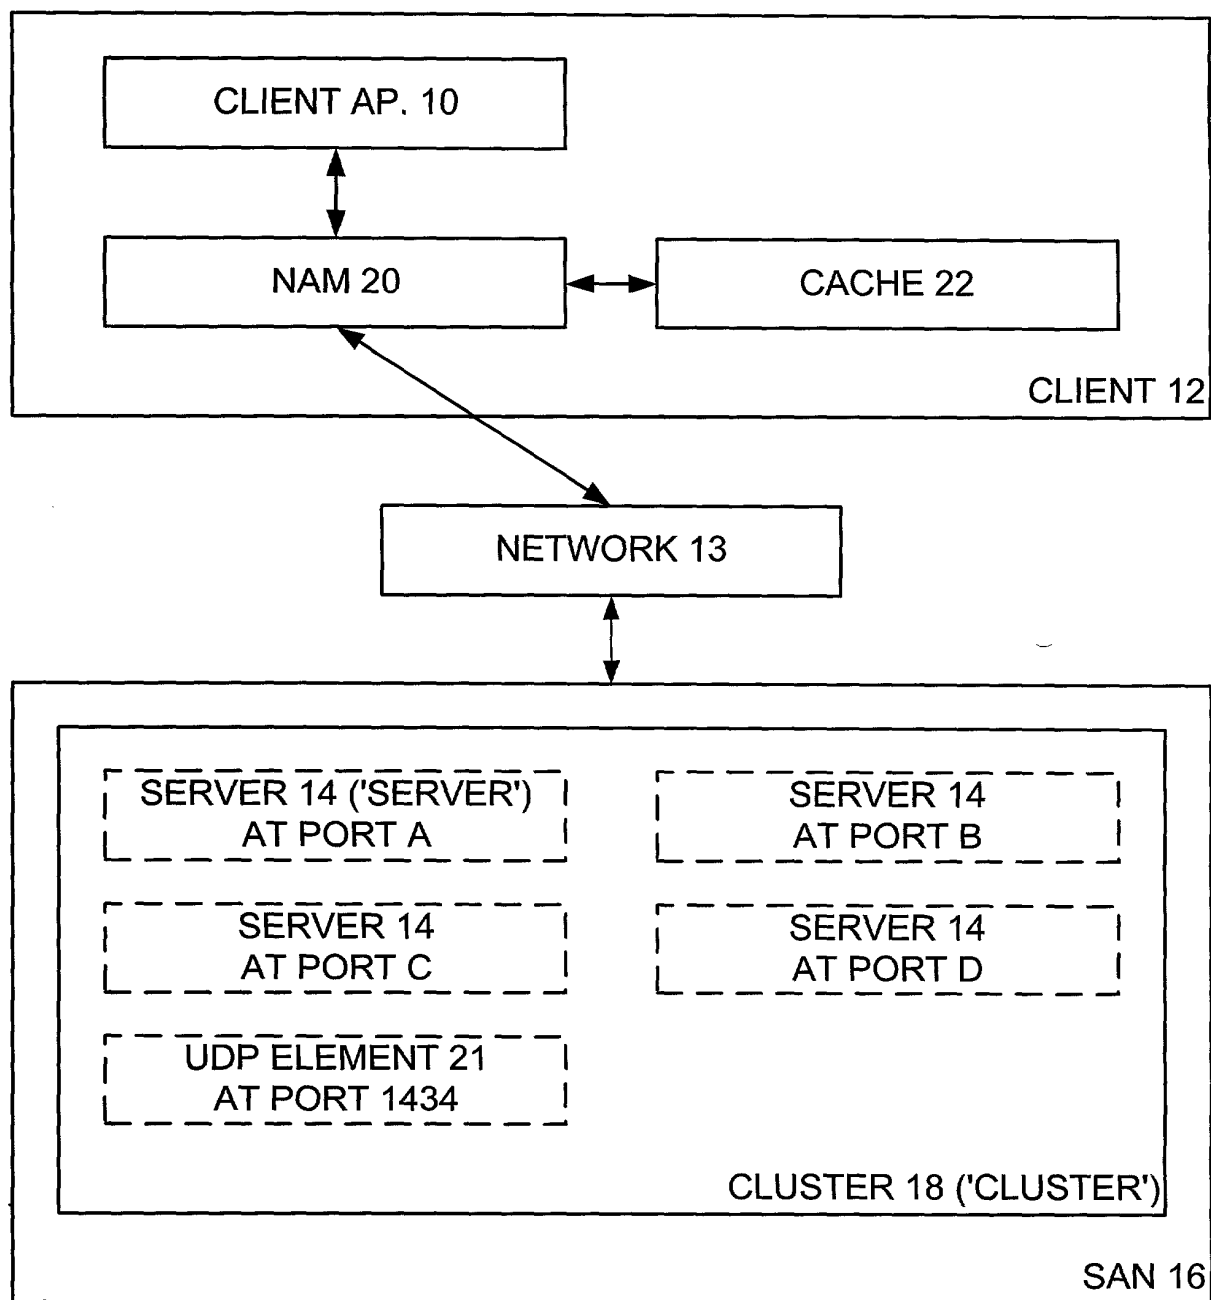 CLIENT AP. 10
NAM 20
CACHE 22
CLIENT 12
NETWORK 13
SERVER 14 ('SERVER')
AT PORT A
SERVER 14
AT PORT B
SERVER 14
AT PORT C
SERVER 14
AT PORT D
UDP ELEMENT 21
AT PORT 1434
CLUSTER 18 ('CLUSTER')
SAN 16